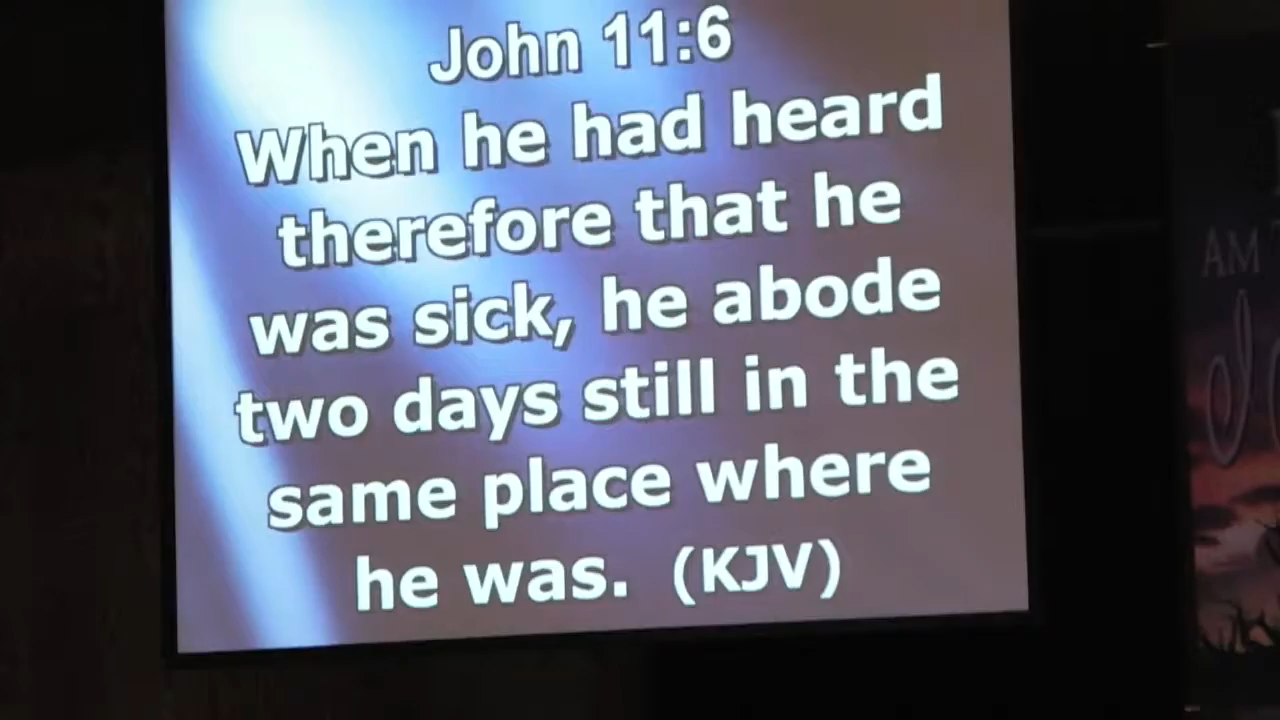 John 11:6
When he had heard
therefore that he
was sick, he abode
two days still in the
same place where
he was. (KJV)
AM